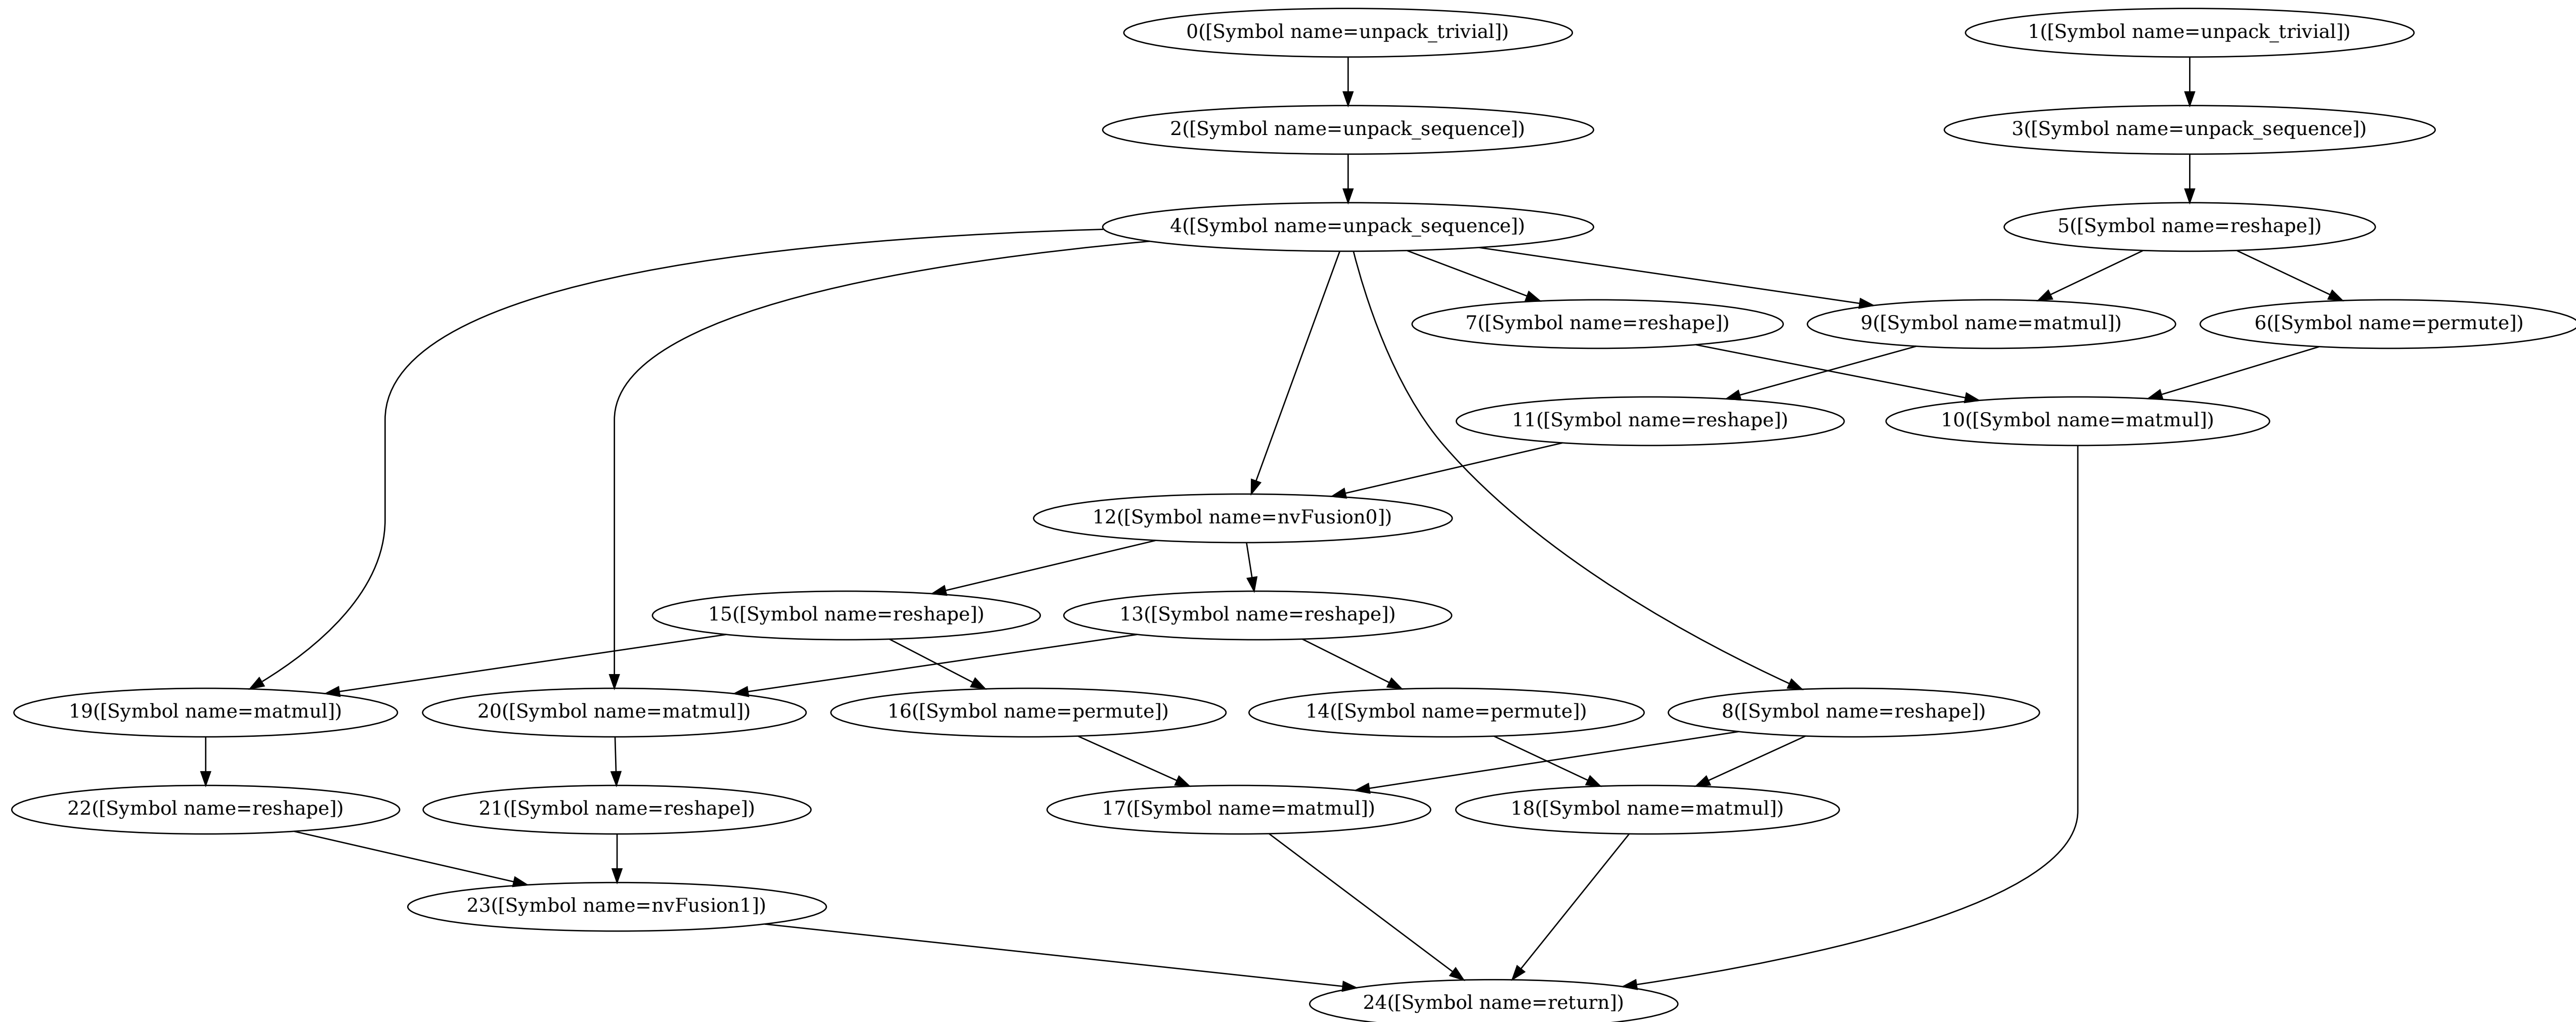 0([Symbol name=unpack_trivial])
1([Symbol name=unpack_trivial])
2([Symbol name=unpack_sequence])
3([Symbol name=unpack_sequence])
4([Symbol name=unpack_sequence])
5([Symbol name=reshape])
7([Symbol name=reshape])
9([Symbol name=matmul])
6([Symbol name=permute])
11([Symbol name=reshape])
10([Symbol name=matmul])
12([Symbol name=nvFusion0])
15([Symbol name=reshape])
13([Symbol name=reshape])
19([Symbol name=matmul])
20([Symbol name=matmul])
16([Symbol name=permute])
14([Symbol name=permute])
8([Symbol name=reshape])
22([Symbol name=reshape])
21([Symbol name=reshape])
17([Symbol name=matmul])
18([Symbol name=matmul])
23([Symbol name=nvFusion1])
24([Symbol name=return])